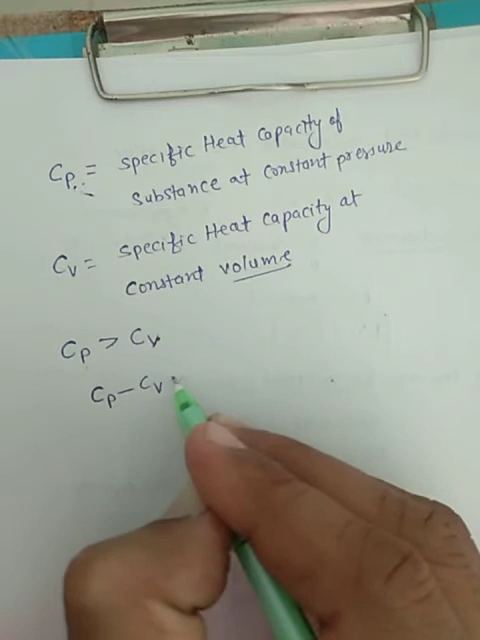 Cp = specific Heat capacity of
substance at constant pressure
Cv = specific Heat capacity at
constant volume
Cp > Cv
Cp - Cv